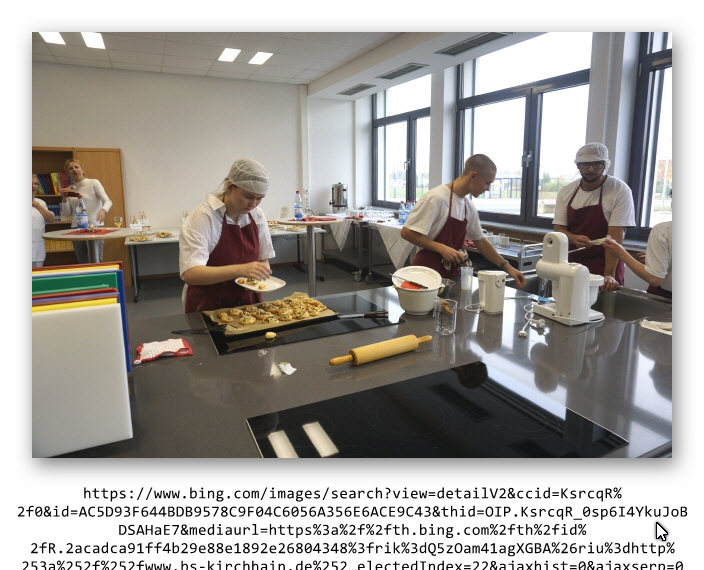 https://www.bing.com/images/search?view=detailV2&ccid=KsrcqR%
2f0&id=AC5D93F644BDB9578C9F04C6056A356E6ACE9C43&thid=OIP.KsrcqR_0sp6I4YkuJoB
DSAHaE7&mediaurl=https%3a%2f%2fth.bing.com%2fth%2fid%
2fR.2acadca91ff4b29e88e1892e26804348%3frik%3dQ5zOam41agXGBA%26riu%3dhttp%
253a%252f%252fwww.bs-kirchhain.de%252 electedIndex=22&ajaxhist=0&ajaxserp=0